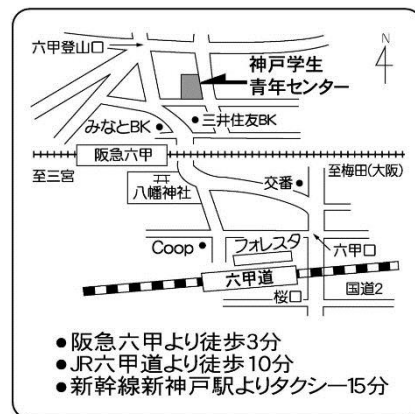 六甲登山口
神戸学生
青年センター
みなとBK
三井住友BK
阪急六甲
至三宮
至梅田(大阪)
八幡神社
交番
Coop
フォレスタ
六甲口
六甲道
桜口
国道2
●阪急六甲より徒歩3分
●JR六甲道より徒歩10分
●新幹線新神戸駅よりタクシー15分